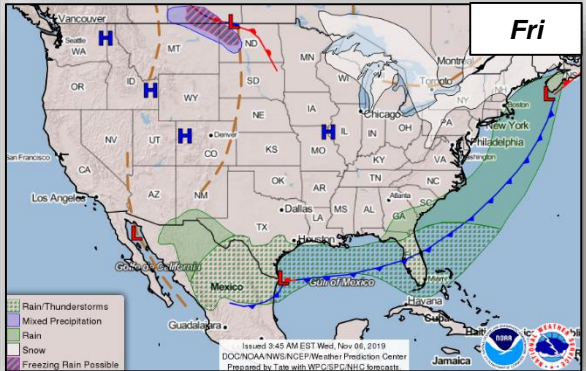 Fri
Vancouver
Seattle
WA
MT
ND
MN
OR
ID
WY
SD
WI
MI
Toronto
Montreal
NY
Boston
New York
Philadelphia
Washington
San Francisco
NV
UT
CO
Denver
NE
IA
Chicago
IL
IN
OH
PA
CA
KS
MO
KY
WV
VA
Los Angeles
AZ
NM
OK
AR
TN
NC
SC
Atlanta
MS
AL
GA
TX
Dallas
LA
Houston
FL
Gulf of California
Mexico
Gulf of Mexico
Havana
Cuba
Guadalajara
Jamaica
H
H
H
H
L
L
L
L
Rain/Thunderstorms
Mixed Precipitation
Rain
Snow
Freezing Rain Possible
Issued 3:45 AM EST Wed, Nov 06, 2019
DOC/NOAA/NWS/NCEP/Weather Prediction Center
Prepared by Tate with WPC/SPC/NHC forecasts.
NOAA